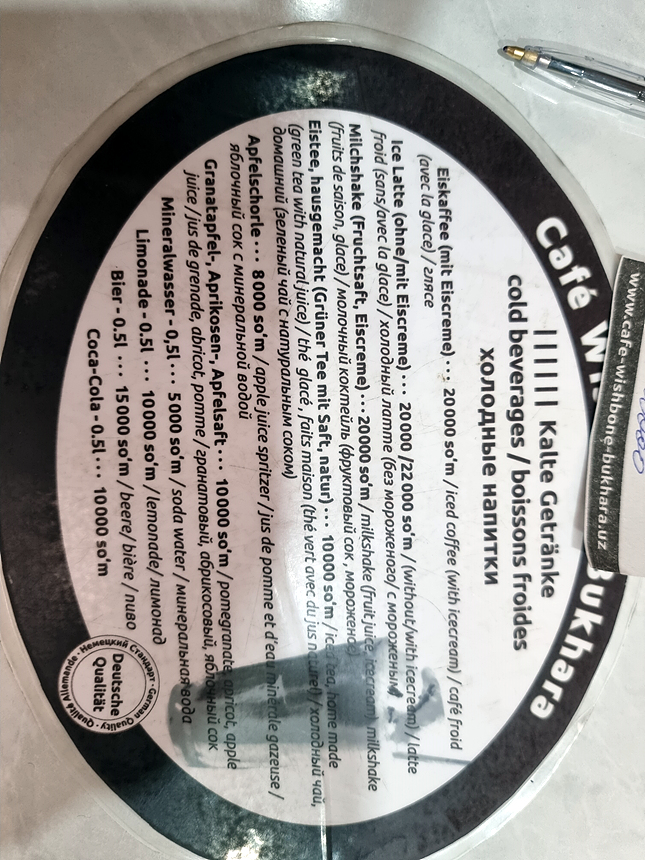 Café Wis Bukhara
www.cafe-wishbone-bukhara.uz
Kalte Getränke
cold beverages / boissons froides
холодные напитки
Eiskaffee (mit Eiscreme) ··· 20000 so'm / iced coffee (with icecream) / café froid
(avec la glace) / глясе
Ice Latte (ohne/mit Eiscreme) ··· 20000 /22000 so'm / (without/with icecream) / latte
froid (sans/avec la glace) / холодный латте (без мороженого/ с мороженым)
Milchshake (Fruchtsaft, Eiscreme) ··· 20000 so'm / milkshake (fruit juice, icecream), milkshake
(fruits de saison, glace) / молочный коктейль (фруктовый сок, мороженое)
Eistee, hausgemacht (Grüner Tee mit Saft, natur) ··· 10000 so'm / iced tea, home made
(green tea with natural juice) / thé glacé, faits maison (thé vert avec du jus naturel) / холодный чай,
домашний (зеленый чай с натуральным соком)
Apfelschorle ··· 8000 so'm / apple juice spritzer / jus de pomme et d'eau minérale gazeuse /
яблочный сок с минеральной водой
Granatapfel-, Aprikosen-, Apfelsaft ··· 10000 so'm / pomegranate, apricot, apple
juice / jus de grenade, abricot, pomme / гранатовый, абрикосовый, яблочный сок
Mineralwasser - 0,5l ··· 5000 so'm / soda water / минеральная вода
Limonade - 0.5l ··· 10000 so'm / lemonade/ лимонад
Bier - 0.5l ··· 15000 so'm / beere/ bière / пиво
Coca-Cola - 0.5l ··· 10000 so'm
Deutsche
Qualität
Немецкий Стандарт · German Quality · Qualité Allemande ·